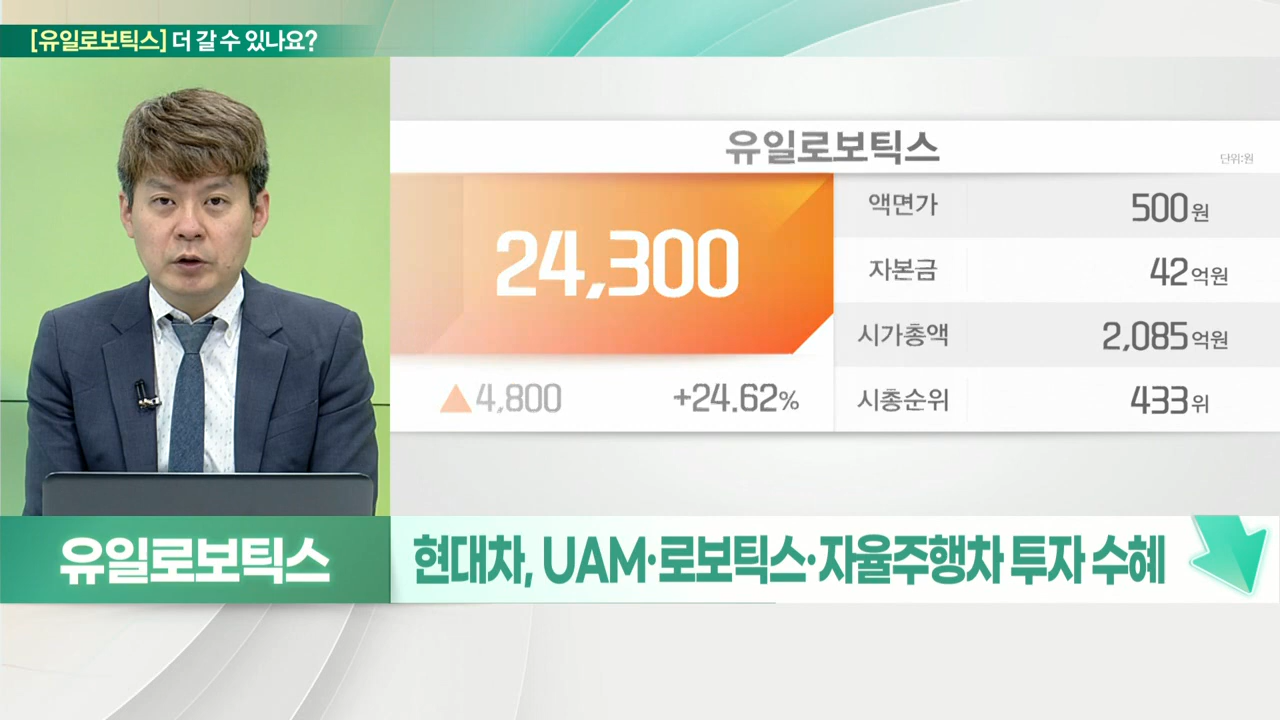 [유일로보틱스] 더 갈 수 있나요?
유일로보틱스
단위:원
24,300
▲4,800 +24.62%
액면가 500원
자본금 42억원
시가총액 2,085억원
시총순위 433위
유일로보틱스
현대차, UAM·로보틱스·자율주행차 투자 수혜